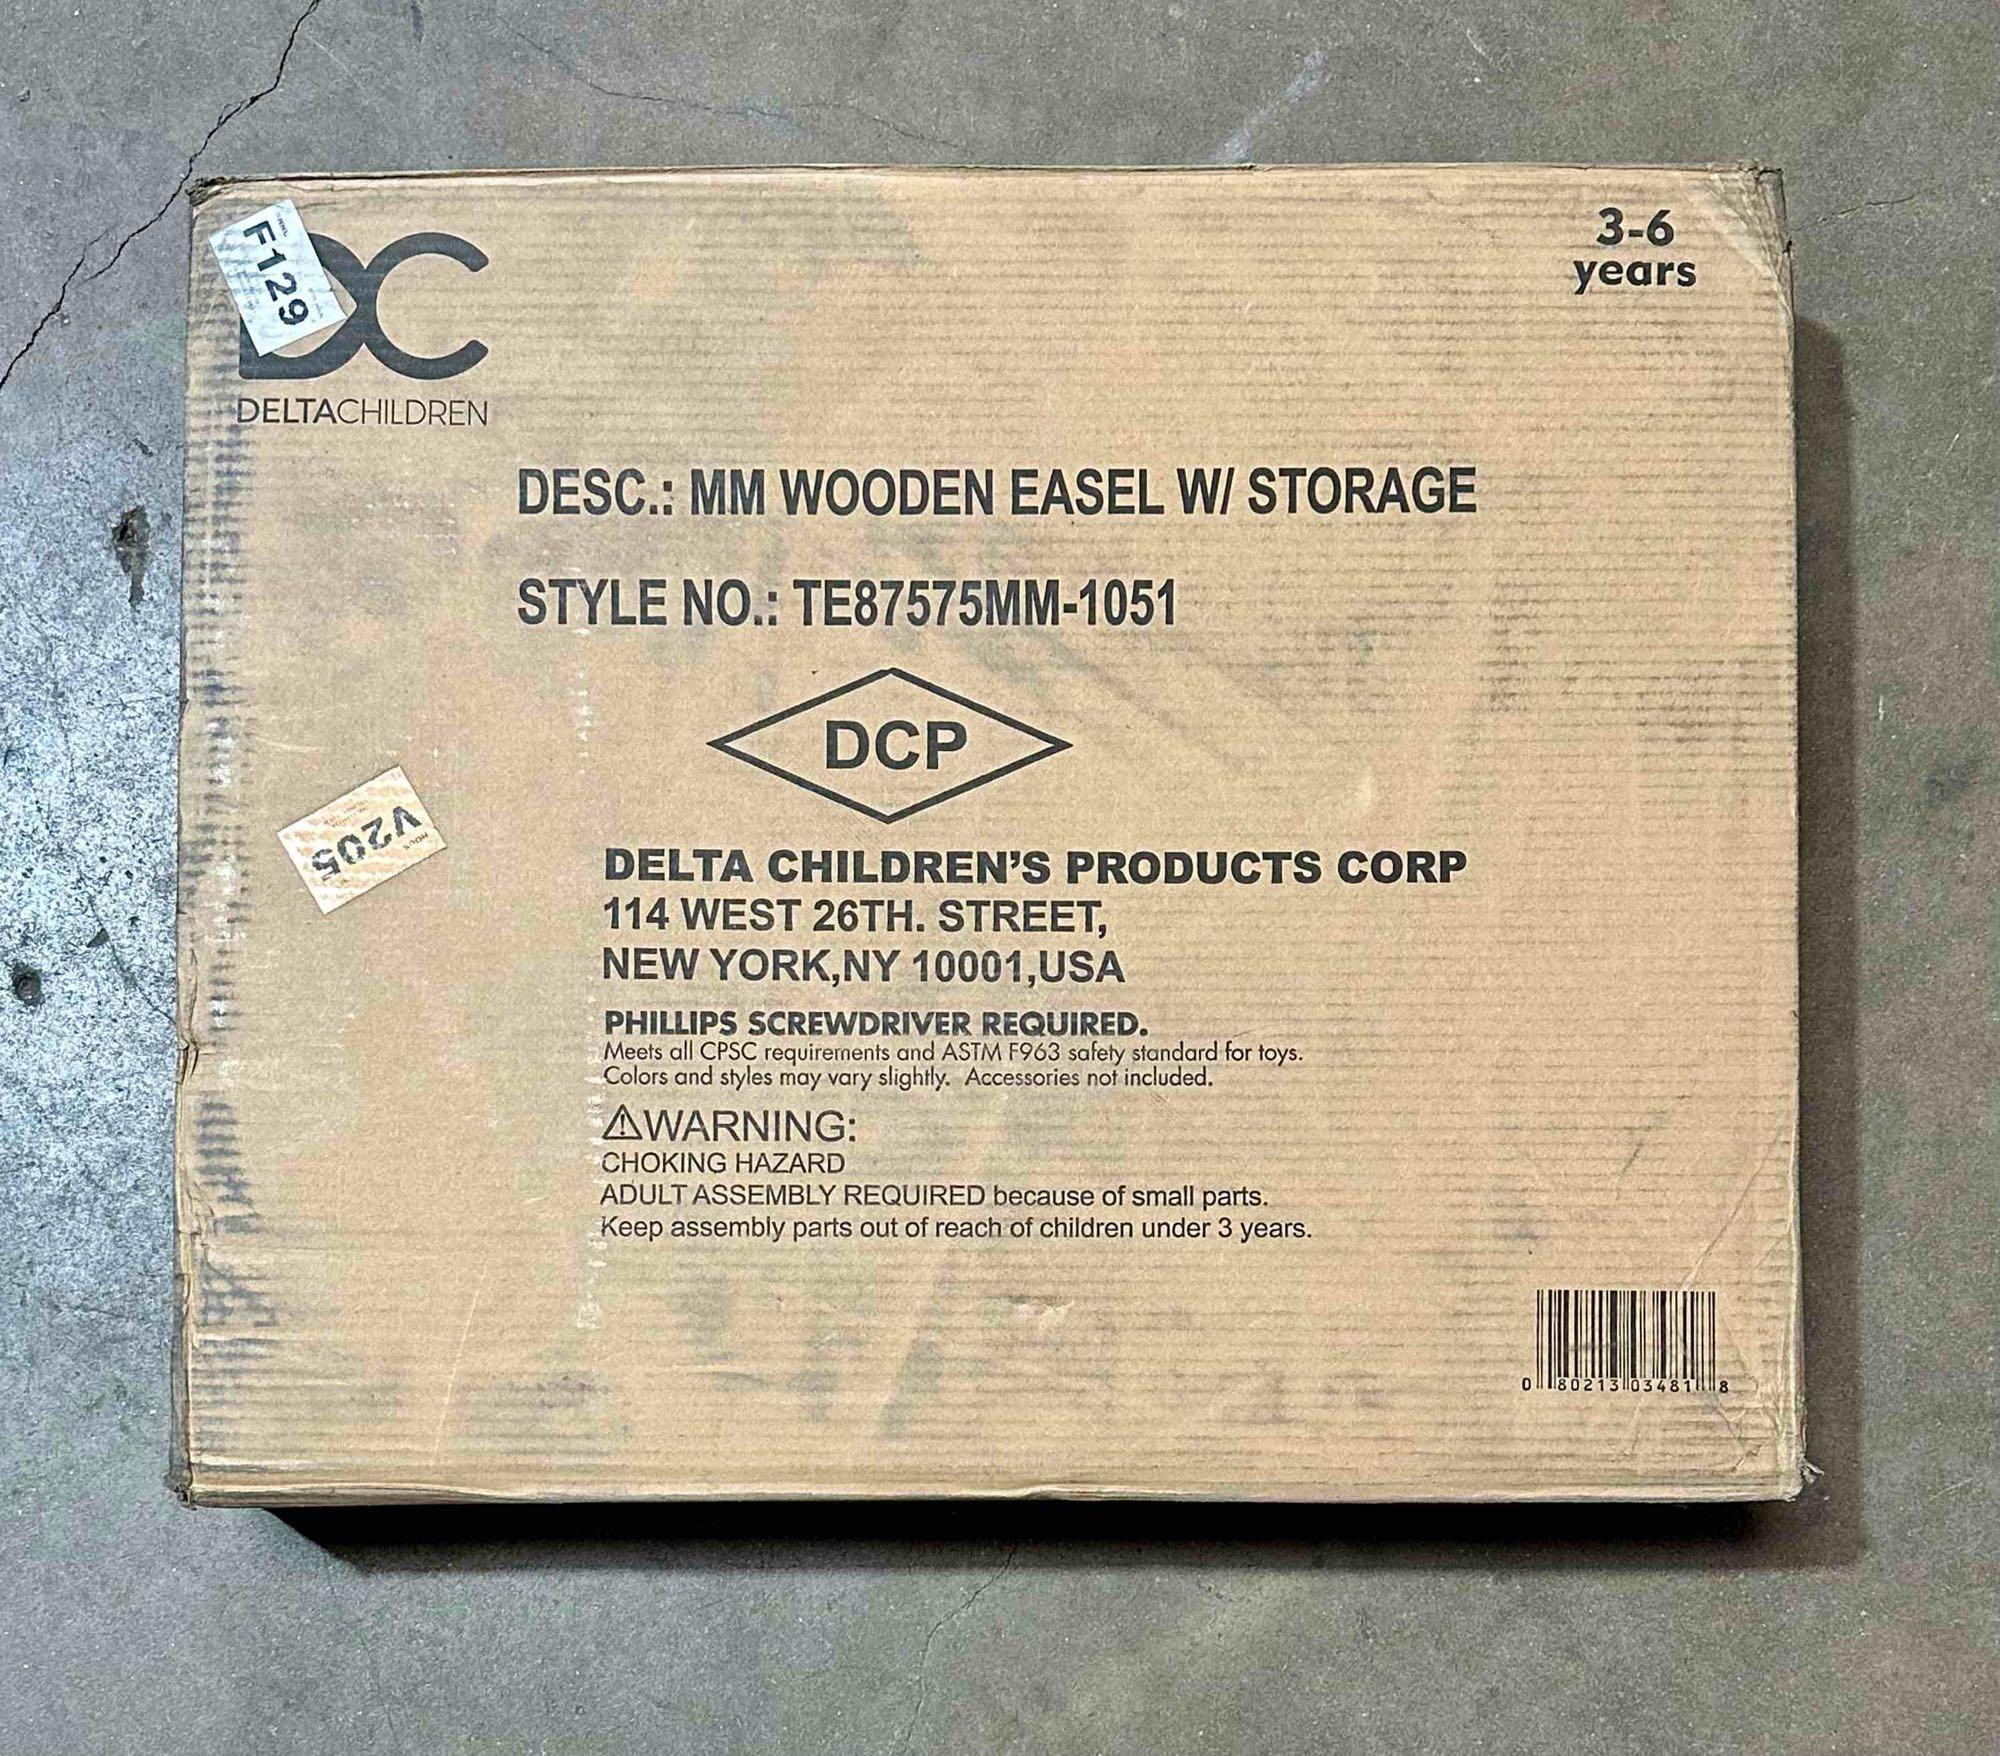 F129
DC
DELTACHILDREN
3-6
years
DESC.: MM WOODEN EASEL W/ STORAGE
STYLE NO.: TE87575MM-1051
DCP
V205
DELTA CHILDREN'S PRODUCTS CORP
114 WEST 26TH. STREET,
NEW YORK,NY 10001,USA
PHILLIPS SCREWDRIVER REQUIRED.
Meets all CPSC requirements and ASTM F963 safety standard for toys.
Colors and styles may vary slightly. Accessories not included.
⚠WARNING:
CHOKING HAZARD
ADULT ASSEMBLY REQUIRED because of small parts.
Keep assembly parts out of reach of children under 3 years.
0 80213 03481 8